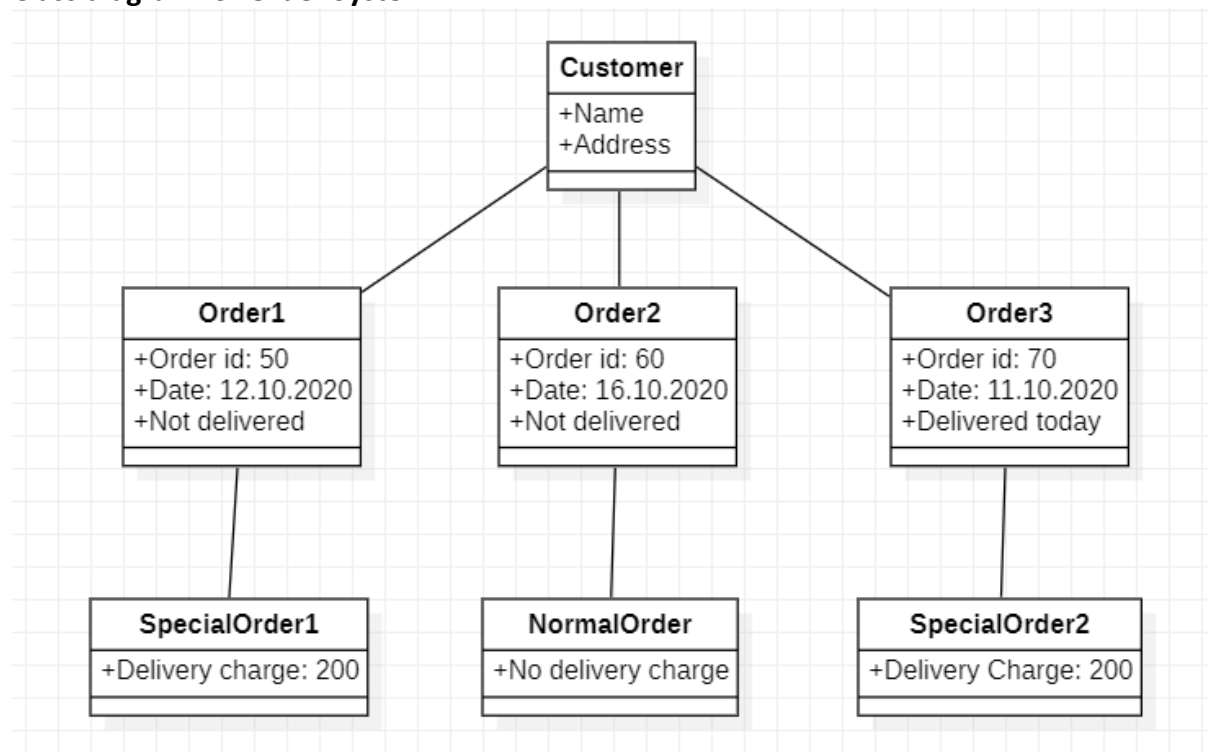 Customer
+Name
+Address
Order1
+Order id: 50
+Date: 12.10.2020
+Not delivered
Order2
+Order id: 60
+Date: 16.10.2020
+Not delivered
Order3
+Order id: 70
+Date: 11.10.2020
+Delivered today
SpecialOrder1
+Delivery charge: 200
NormalOrder
+No delivery charge
SpecialOrder2
+Delivery Charge: 200